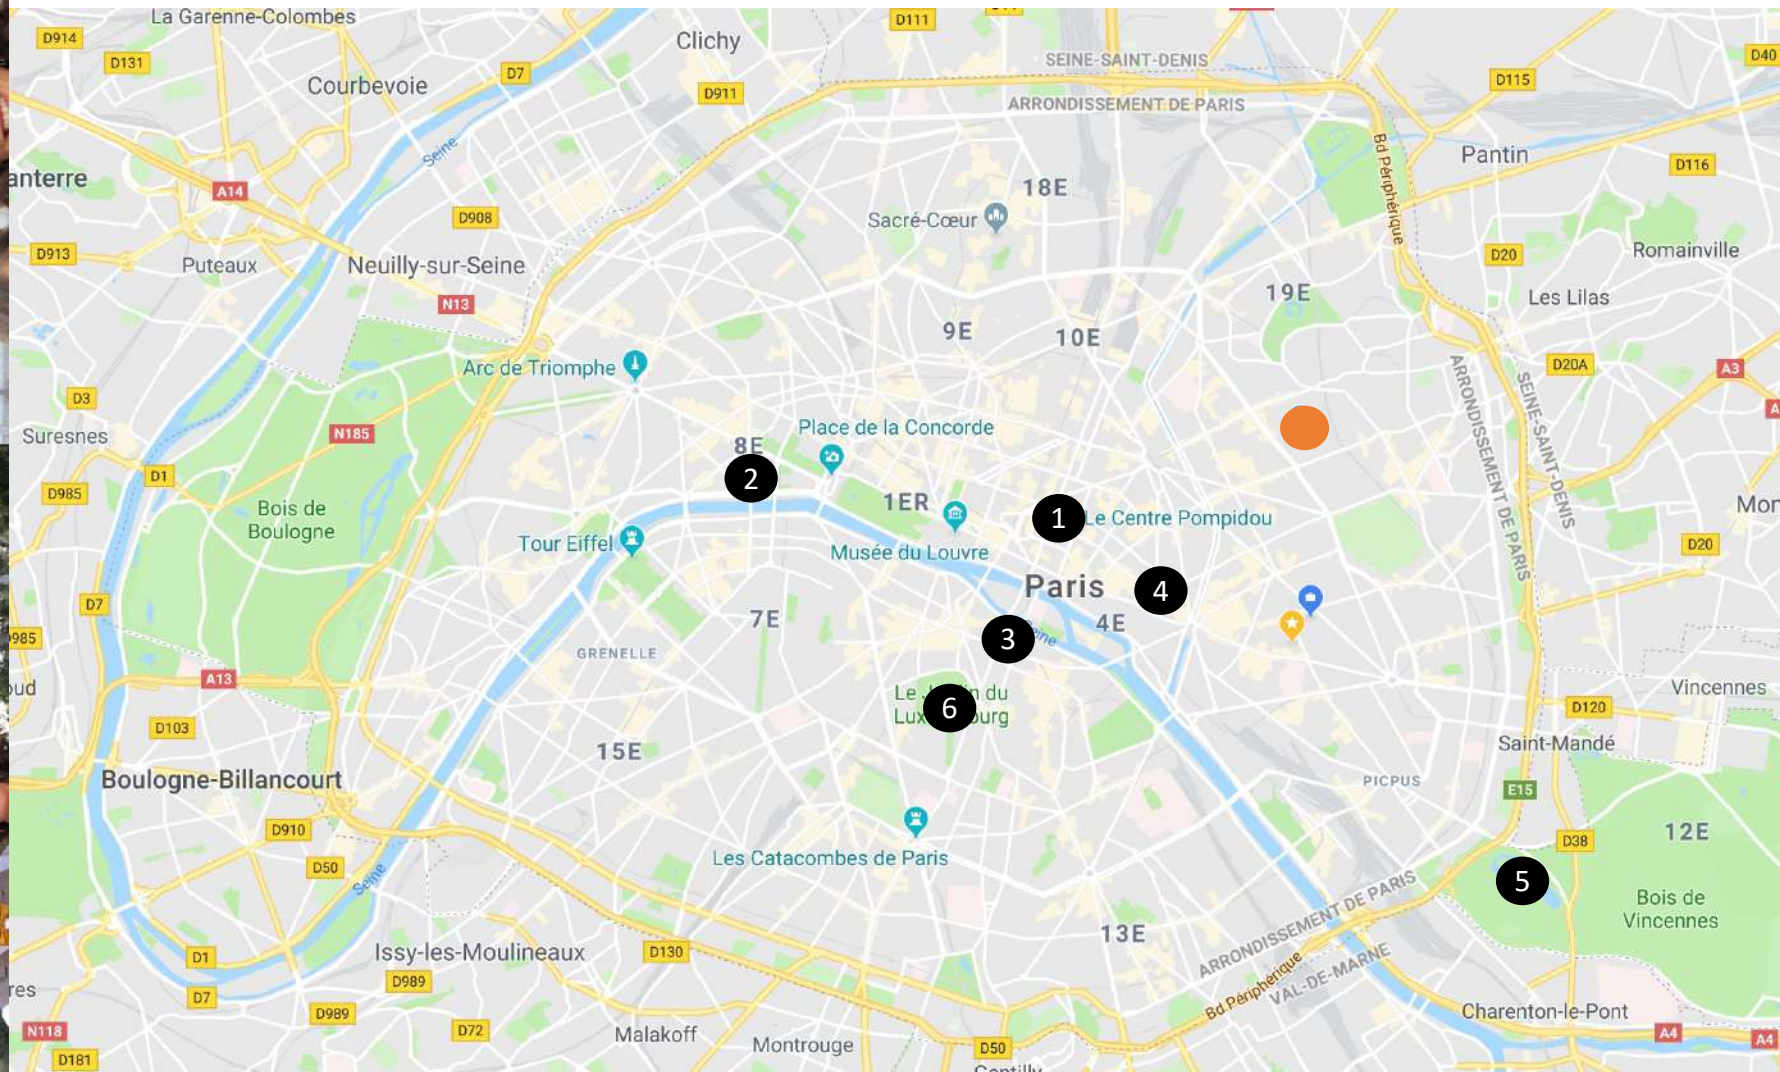 La Garenne-Colombes
D111
D914
Clichy
D131
D7
SEINE-SAINT-DENIS
D40
Courbevoie
D911
D115
ARRONDISSEMENT DE PARIS
Seine
Bd Périphérique
Pantin
D116
anterre
A14
18E
D908
Sacré-Cœur
D913
Puteaux
Neuilly-sur-Seine
D20
Romainville
N13
19E
Les Lilas
9E
10E
Arc de Triomphe
D20A
A3
D3
ARRONDISSEMENT DE PARIS
SEINE-SAINT-DENIS
Suresnes
N185
Place de la Concorde
8E
D1
2
D985
Bois de
Boulogne
1ER
1
Le Centre Pompidou
Mor
Tour Eiffel
Musée du Louvre
D20
D7
Paris
4
985
7E
4E
3
GRENELLE
A13
oud
Vincennes
6
D120
D103
15E
Saint-Mandé
Boulogne-Billancourt
PICPUS
E15
D910
12E
D38
Les Catacombes de Paris
D50
Seine
5
Bois de
Vincennes
ARRONDISSEMENT DE PARIS
13E
D1
Issy-les-Moulineaux
D130
VAL-DE-MARNE
Bd Périphérique
res
D989
D7
D989
Charenton-le-Pont
N118
D72
Malakoff
A4
A4
D181
Montrouge
D50